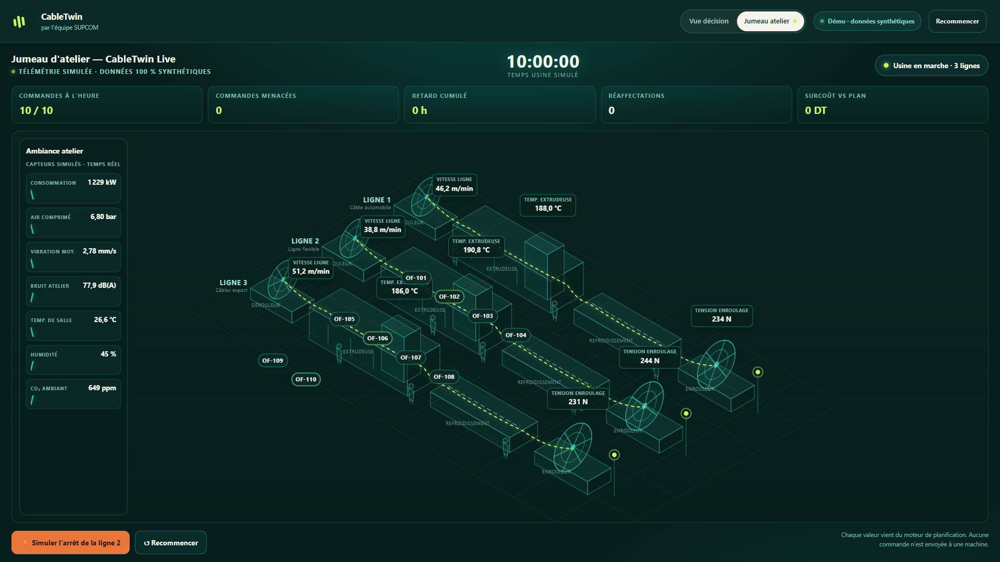 CableTwin
par l'équipe SUPCOM
Vue décision
Jumeau atelier
Démo · données synthétiques
Recommencer
Jumeau d'atelier — CableTwin Live
TÉLÉMÉTRIE SIMULÉE · DONNÉES 100 % SYNTHÉTIQUES
10:00:00
TEMPS USINE SIMULÉ
Usine en marche · 3 lignes
COMMANDES À L'HEURE
10 / 10
COMMANDES MENACÉES
0
RETARD CUMULÉ
0 h
RÉAFFECTATIONS
0
SURCOÛT VS PLAN
0 DT
Ambiance atelier
CAPTEURS SIMULÉS · TEMPS RÉEL
CONSOMMATION
1 229 kW
AIR COMPRIMÉ
6,80 bar
VIBRATION MOY.
2,78 mm/s
BRUIT ATELIER
77,9 dB(A)
TEMP. DE SALLE
26,6 °C
HUMIDITÉ
45 %
CO₂ AMBIANT
649 ppm
VITESSE LIGNE
46,2 m/min
LIGNE 1
Câble automobile
TEMP. EXTRUDEUSE
188,0 °C
VITESSE LIGNE
38,8 m/min
LIGNE 2
Ligne flexible
TEMP. EXTRUDEUSE
190,8 °C
EXTRUDEUSE
VITESSE LIGNE
51,2 m/min
LIGNE 3
Câbles export
DÉROULEUR
OF-101
186,0 °C
OF-102
EXTRUDEUSE
OF-103
OF-104
OF-105
OF-106
EXTRUDEUSE
OF-107
OF-108
OF-109
OF-110
TENSION ENROULAGE
234 N
REFROIDISSEMENT
TENSION ENROULAGE
244 N
ENROULEUR
REFROIDISSEMENT
TENSION ENROULAGE
231 N
ENROULEUR
REFROIDISSEMENT
ENROULEUR
Simuler l'arrêt de la ligne 2
↺ Recommencer
Chaque valeur vient du moteur de planification. Aucune
commande n'est envoyée à une machine.